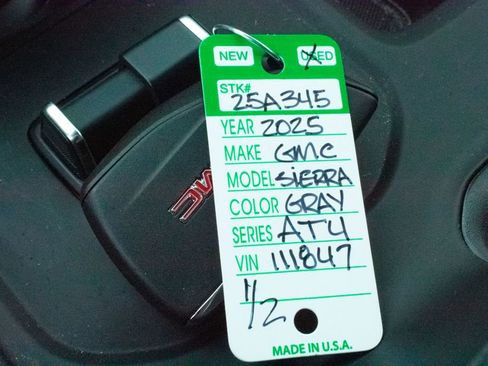 NEW USED
STK# 25A345
YEAR 2025
MAKE GMC
MODEL SIERRA
COLOR GRAY
SERIES AT4
VIN 111847
1/2
MADE IN U.S.A.
GMC